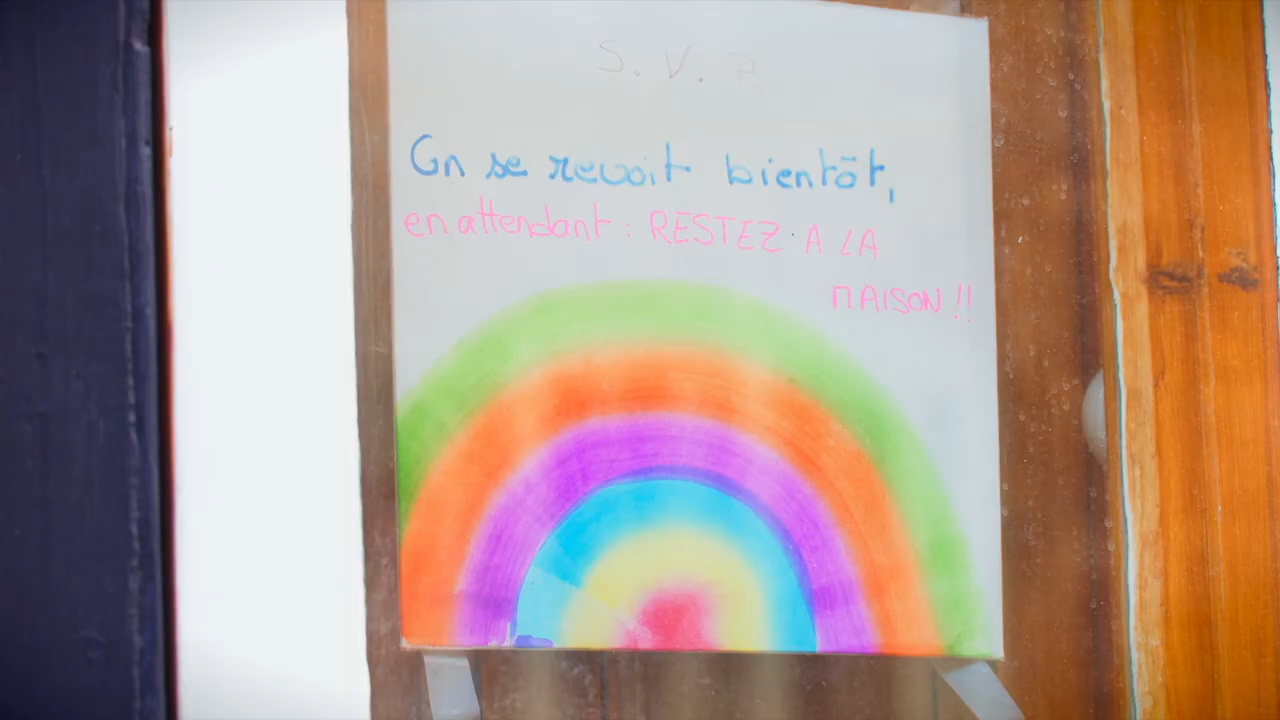 S.V.P
On se revoit bientôt,
en attendant : RESTEZ A LA
MAISON !!